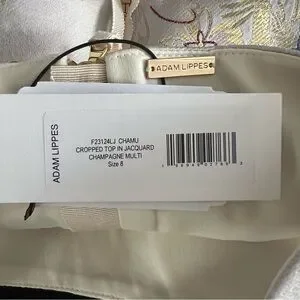 ADAM LIPPES
ADAM LIPPES
F23124LJ CHAMU
CROPPED TOP IN JACQUARD
CHAMPAGNE MULTI
Size 8